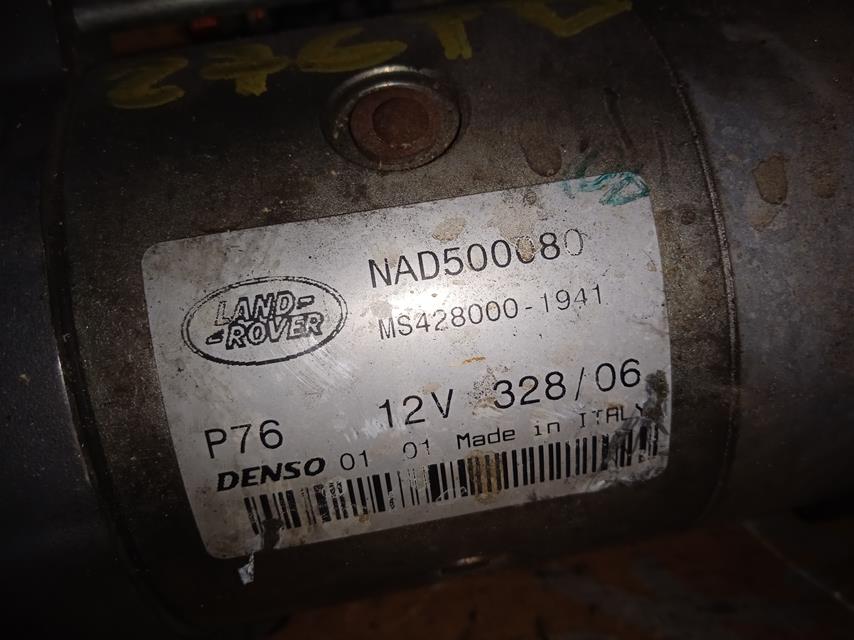 NAD500080
LAND-
-ROVER
MS428000-1941
P76 12V 328/06
DENSO 01 01 Made in ITALY